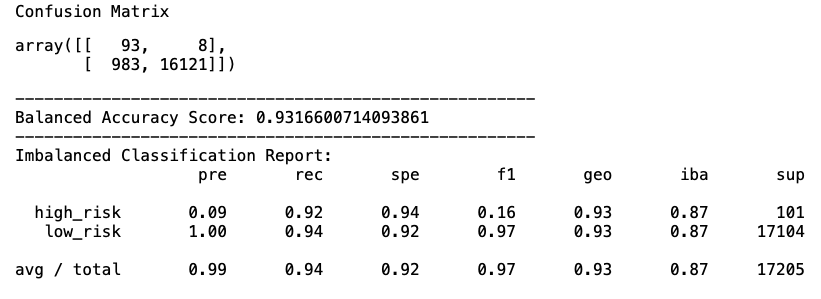 Confusion Matrix
array([[   93,     8],
       [  983, 16121]])
------------------------------------------------------
Balanced Accuracy Score: 0.9316600714093861
------------------------------------------------------
Imbalanced Classification Report:
                   pre       rec       spe        f1       geo       iba       sup
  high_risk       0.09      0.92      0.94      0.16      0.93      0.87       101
   low_risk       1.00      0.94      0.92      0.97      0.93      0.87     17104
avg / total       0.99      0.94      0.92      0.97      0.93      0.87     17205